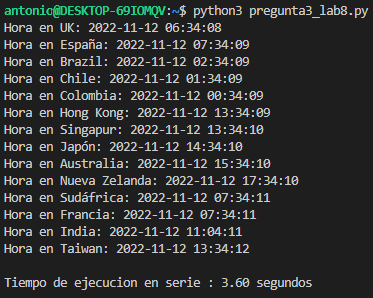 antonio@DESKTOP-69IOMQV:~$ python3 pregunta3_lab8.py
Hora en UK: 2022-11-12 06:34:08
Hora en España: 2022-11-12 07:34:09
Hora en Brazil: 2022-11-12 02:34:09
Hora en Chile: 2022-11-12 01:34:09
Hora en Colombia: 2022-11-12 00:34:09
Hora en Hong Kong: 2022-11-12 13:34:09
Hora en Singapur: 2022-11-12 13:34:10
Hora en Japón: 2022-11-12 14:34:10
Hora en Australia: 2022-11-12 15:34:10
Hora en Nueva Zelanda: 2022-11-12 17:34:10
Hora en Sudáfrica: 2022-11-12 07:34:11
Hora en Francia: 2022-11-12 07:34:11
Hora en India: 2022-11-12 11:04:11
Hora en Taiwan: 2022-11-12 13:34:12
Tiempo de ejecucion en serie : 3.60 segundos